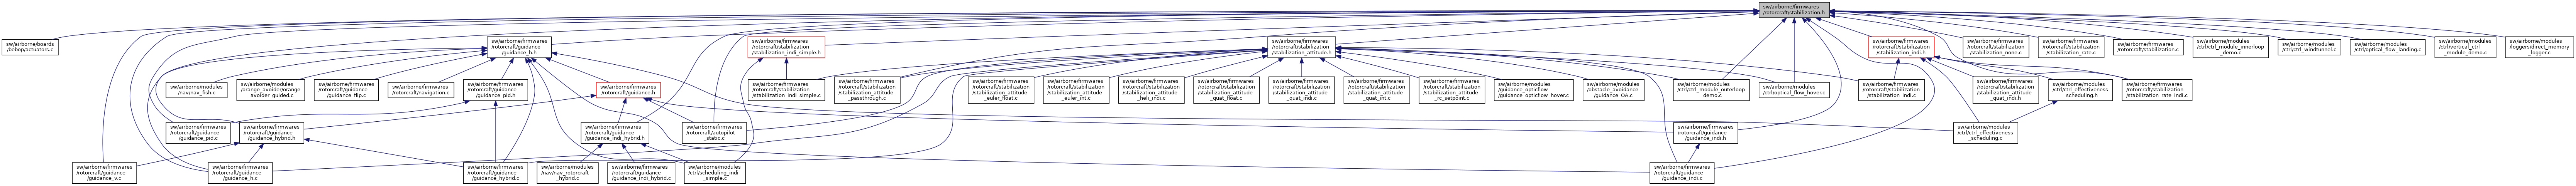 sw/airborne/firmwares
/rotorcraft/stabilization.h
sw/airborne/boards
/bebop/actuators.c
sw/airborne/firmwares
/rotorcraft/guidance
/guidance_h.h
sw/airborne/firmwares
/rotorcraft/stabilization
/stabilization_indi_simple.h
sw/airborne/firmwares
/rotorcraft/stabilization
/stabilization_attitude.h
sw/airborne/firmwares
/rotorcraft/stabilization
/stabilization_indi.h
sw/airborne/firmwares
/rotorcraft/stabilization
/stabilization_none.c
sw/airborne/firmwares
/rotorcraft/stabilization
/stabilization_rate.c
sw/airborne/firmwares
/rotorcraft/stabilization.c
sw/airborne/modules
/ctrl/ctrl_module_innerloop
_demo.c
sw/airborne/modules
/ctrl/ctrl_windtunnel.c
sw/airborne/modules
/ctrl/optical_flow_landing.c
sw/airborne/modules
/ctrl/vertical_ctrl
_module_demo.c
sw/airborne/modules
/loggers/direct_memory
_logger.c
sw/airborne/modules
/nav/nav_fish.c
sw/airborne/modules
/orange_avoider/orange
_avoider_guided.c
sw/airborne/firmwares
/rotorcraft/guidance
/guidance_flip.c
sw/airborne/firmwares
/rotorcraft/navigation.c
sw/airborne/firmwares
/rotorcraft/guidance
/guidance_pid.h
sw/airborne/firmwares
/rotorcraft/guidance.h
sw/airborne/firmwares
/rotorcraft/stabilization
/stabilization_indi_simple.c
sw/airborne/firmwares
/rotorcraft/stabilization
/stabilization_attitude
_passthrough.c
sw/airborne/firmwares
/rotorcraft/stabilization
/stabilization_attitude
_euler_float.c
sw/airborne/firmwares
/rotorcraft/stabilization
/stabilization_attitude
_euler_int.c
sw/airborne/firmwares
/rotorcraft/stabilization
/stabilization_attitude
_heli_indi.c
sw/airborne/firmwares
/rotorcraft/stabilization
/stabilization_attitude
_quat_float.c
sw/airborne/firmwares
/rotorcraft/stabilization
/stabilization_attitude
_quat_indi.c
sw/airborne/firmwares
/rotorcraft/stabilization
/stabilization_attitude
_quat_int.c
sw/airborne/firmwares
/rotorcraft/stabilization
/stabilization_attitude
_rc_setpoint.c
sw/airborne/modules
/guidance_opticflow
/guidance_opticflow_hover.c
sw/airborne/modules
/obstacle_avoidance
/guidance_OA.c
sw/airborne/modules
/ctrl/ctrl_module_outerloop
_demo.c
sw/airborne/modules
/ctrl/optical_flow_hover.c
sw/airborne/firmwares
/rotorcraft/stabilization
/stabilization_indi.c
sw/airborne/firmwares
/rotorcraft/stabilization
/stabilization_attitude
_quat_indi.h
sw/airborne/modules
/ctrl/ctrl_effectiveness
_scheduling.h
sw/airborne/firmwares
/rotorcraft/stabilization
/stabilization_rate_indi.c
sw/airborne/firmwares
/rotorcraft/guidance
/guidance_pid.c
sw/airborne/firmwares
/rotorcraft/guidance
/guidance_hybrid.h
sw/airborne/firmwares
/rotorcraft/guidance
/guidance_indi_hybrid.h
sw/airborne/firmwares
/rotorcraft/autopilot
_static.c
sw/airborne/firmwares
/rotorcraft/guidance
/guidance_indi.h
sw/airborne/modules
/ctrl/ctrl_effectiveness
_scheduling.c
sw/airborne/firmwares
/rotorcraft/guidance
/guidance_v.c
sw/airborne/firmwares
/rotorcraft/guidance
/guidance_h.c
sw/airborne/firmwares
/rotorcraft/guidance
/guidance_hybrid.c
sw/airborne/modules
/nav/nav_rotorcraft
_hybrid.c
sw/airborne/firmwares
/rotorcraft/guidance
/guidance_indi_hybrid.c
sw/airborne/modules
/ctrl/scheduling_indi
_simple.c
sw/airborne/firmwares
/rotorcraft/guidance
/guidance_indi.c